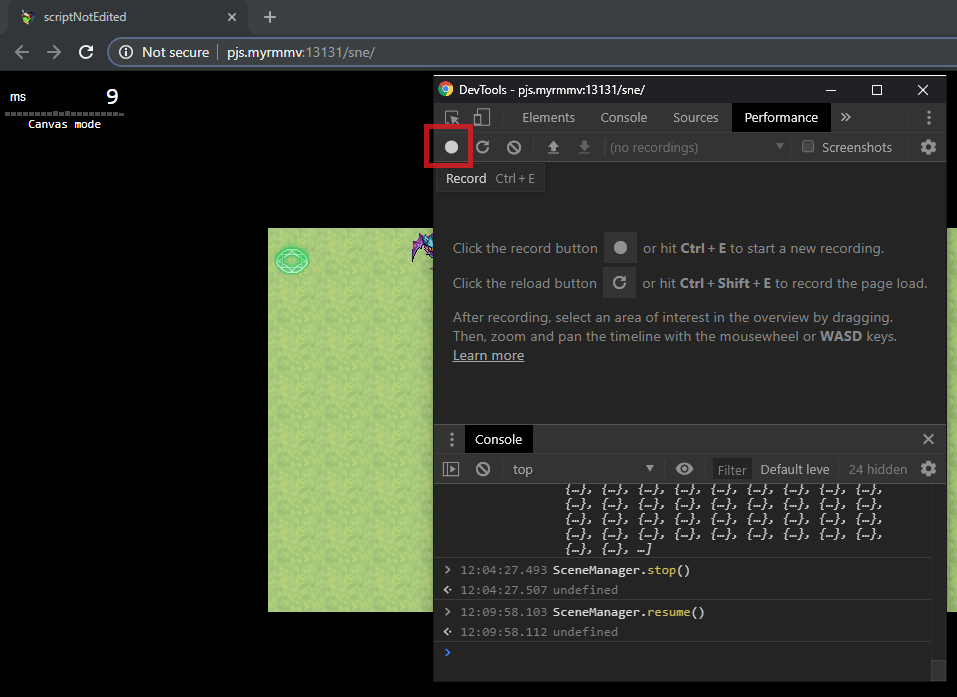 scriptNotEdited
Not secure pjs.myrmmv:13131/sne/
ms 9
Canvas mode
DevTools - pjs.myrmmv:13131/sne/
Elements Console Sources Performance »
(no recordings) Screenshots
Record Ctrl + E
Click the record button or hit Ctrl + E to start a new recording.
Click the reload button or hit Ctrl + Shift + E to record the page load.
After recording, select an area of interest in the overview by dragging.
Then, zoom and pan the timeline with the mousewheel or WASD keys.
Learn more
Console
top Filter Default leve 24 hidden
{…}, {…}, {…}, {…}, {…}, {…}, {…}, {…}, {…},
{…}, {…}, {…}, {…}, {…}, {…}, {…}, {…}, {…},
{…}, {…}, {…}, {…}, {…}, {…}, {…}, {…}, {…},
{…}, {…}, {…}, {…}, {…}, {…}, {…}, {…}, {…},
{…}, {…}, …]
> 12:04:27.493 SceneManager.stop()
12:04:27.507 undefined
> 12:09:58.103 SceneManager.resume()
12:09:58.112 undefined
>